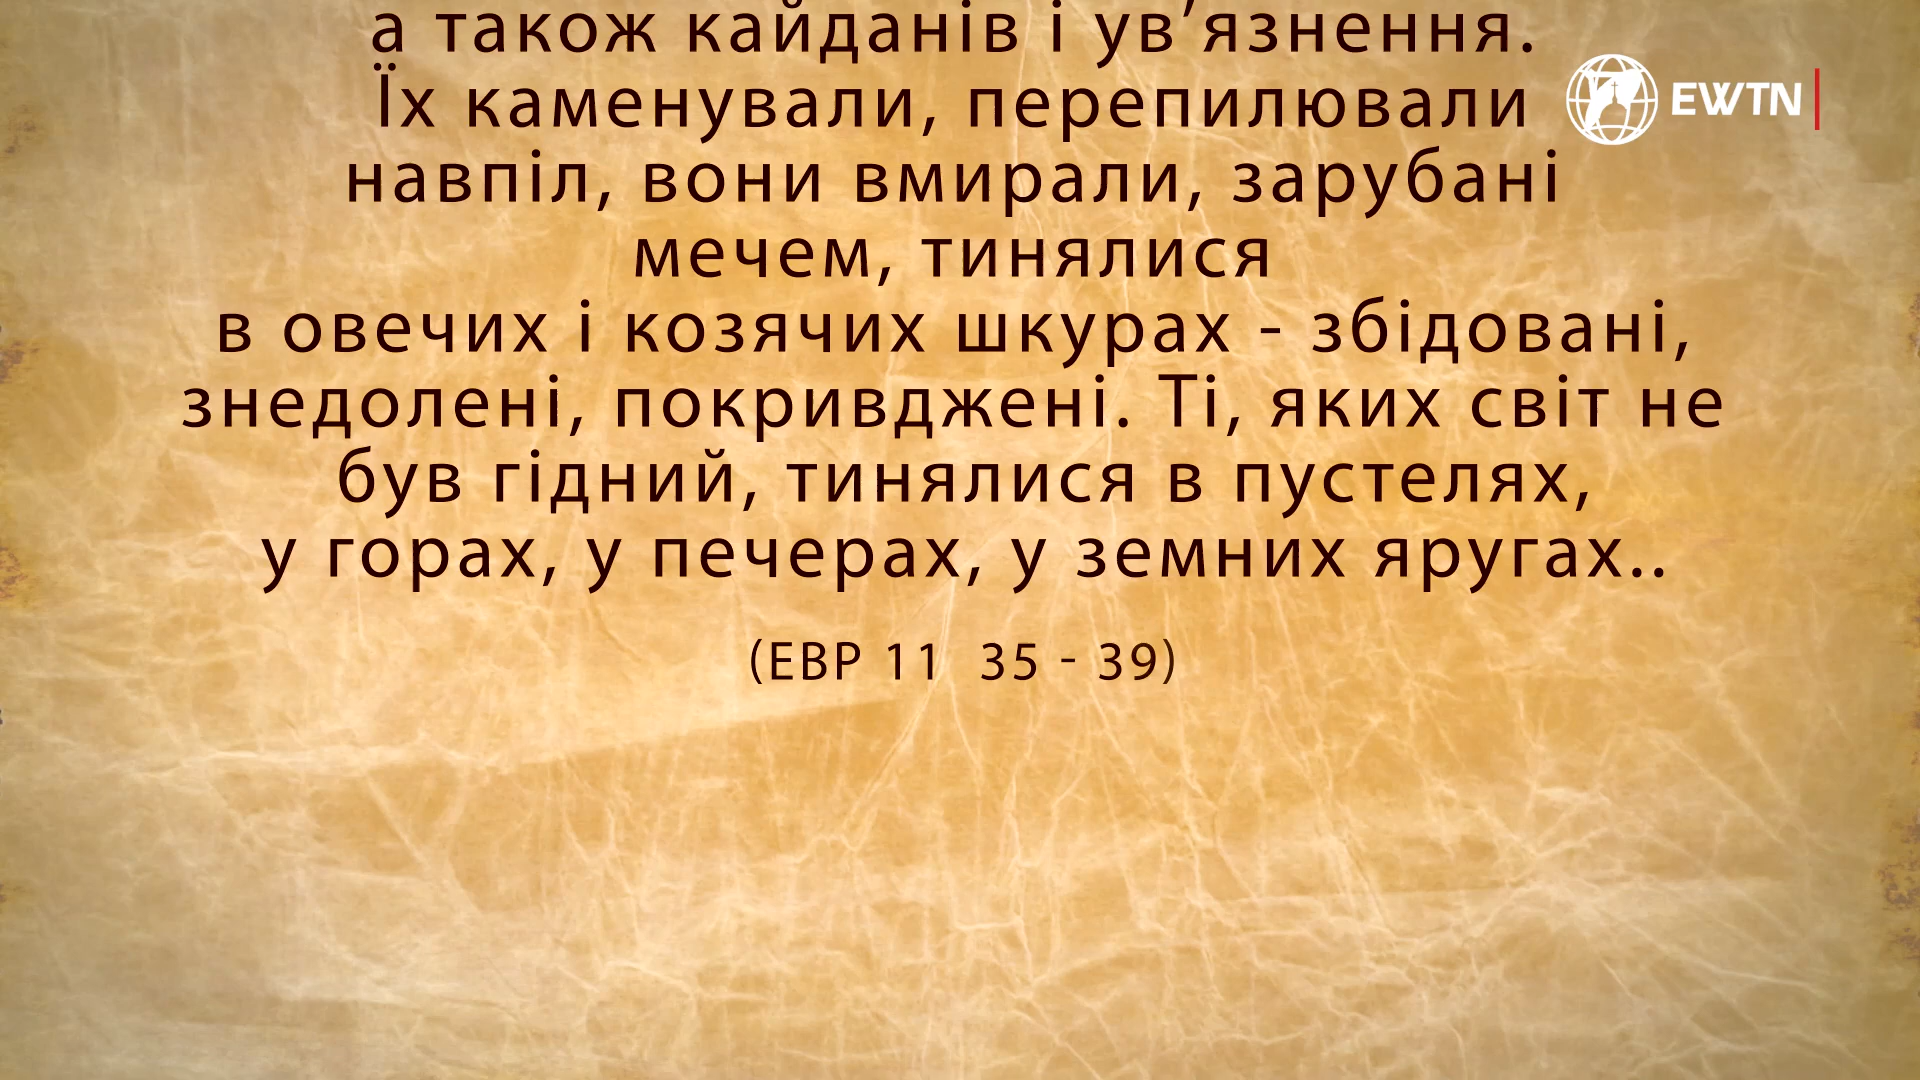 а також кайданів і ув’язнення.
Їх каменували, перепилювали
EWTN
навпіл, вони вмирали, зарубані
мечем, тинялися
в овечих і козячих шкурах - збідовані,
знедолені, покривджені. Ті, яких світ не
був гідний, тинялися в пустелях,
у горах, у печерах, у земних яругах..
(ЕВР 11 35 - 39)